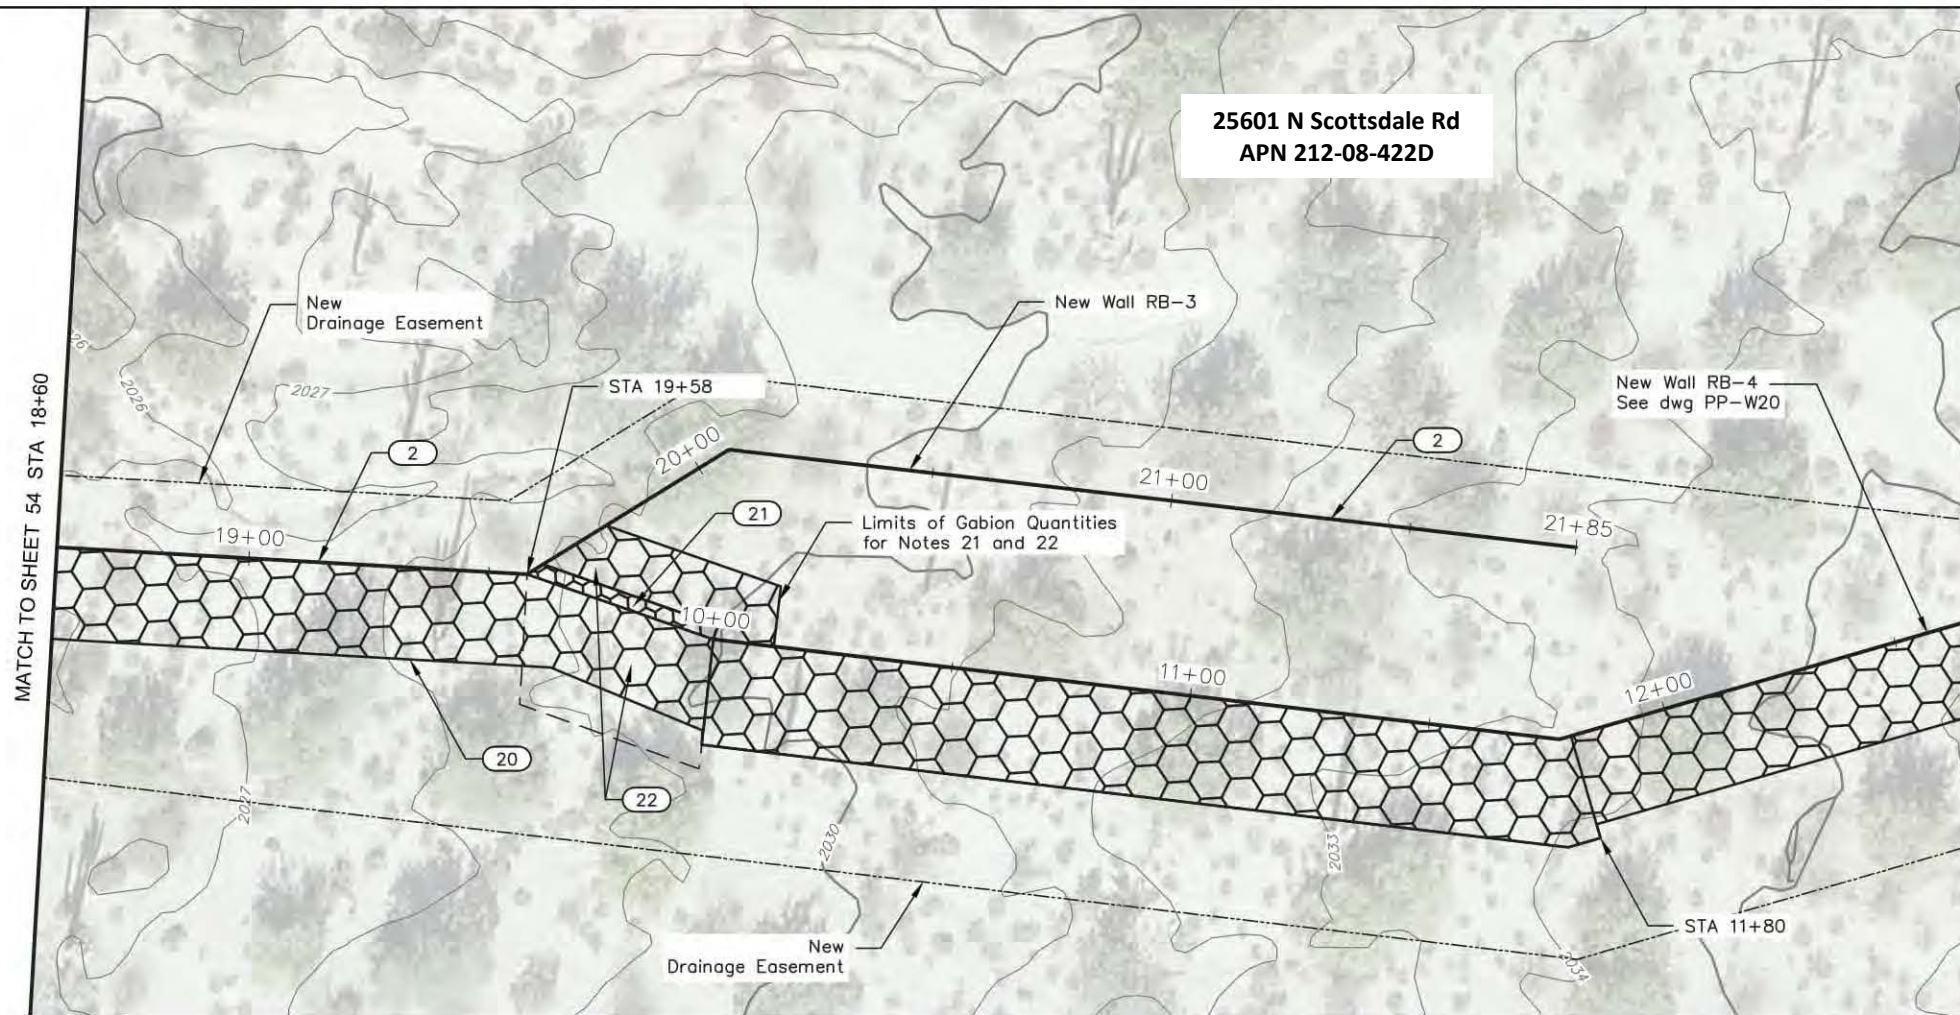 25601 N Scottsdale Rd
APN 212-08-422D
New
Drainage Easement
New Wall RB-3
STA 19+58
New Wall RB-4
See dwg PP-W20
MATCH TO SHEET 54 STA 18+60
2026
2027
2
20+00
2
21+00
21+85
19+00
21
Limits of Gabion Quantities
for Notes 21 and 22
10+00
11+00
12+00
20
22
2027
2030
2033
STA 11+80
New
Drainage Easement
2034